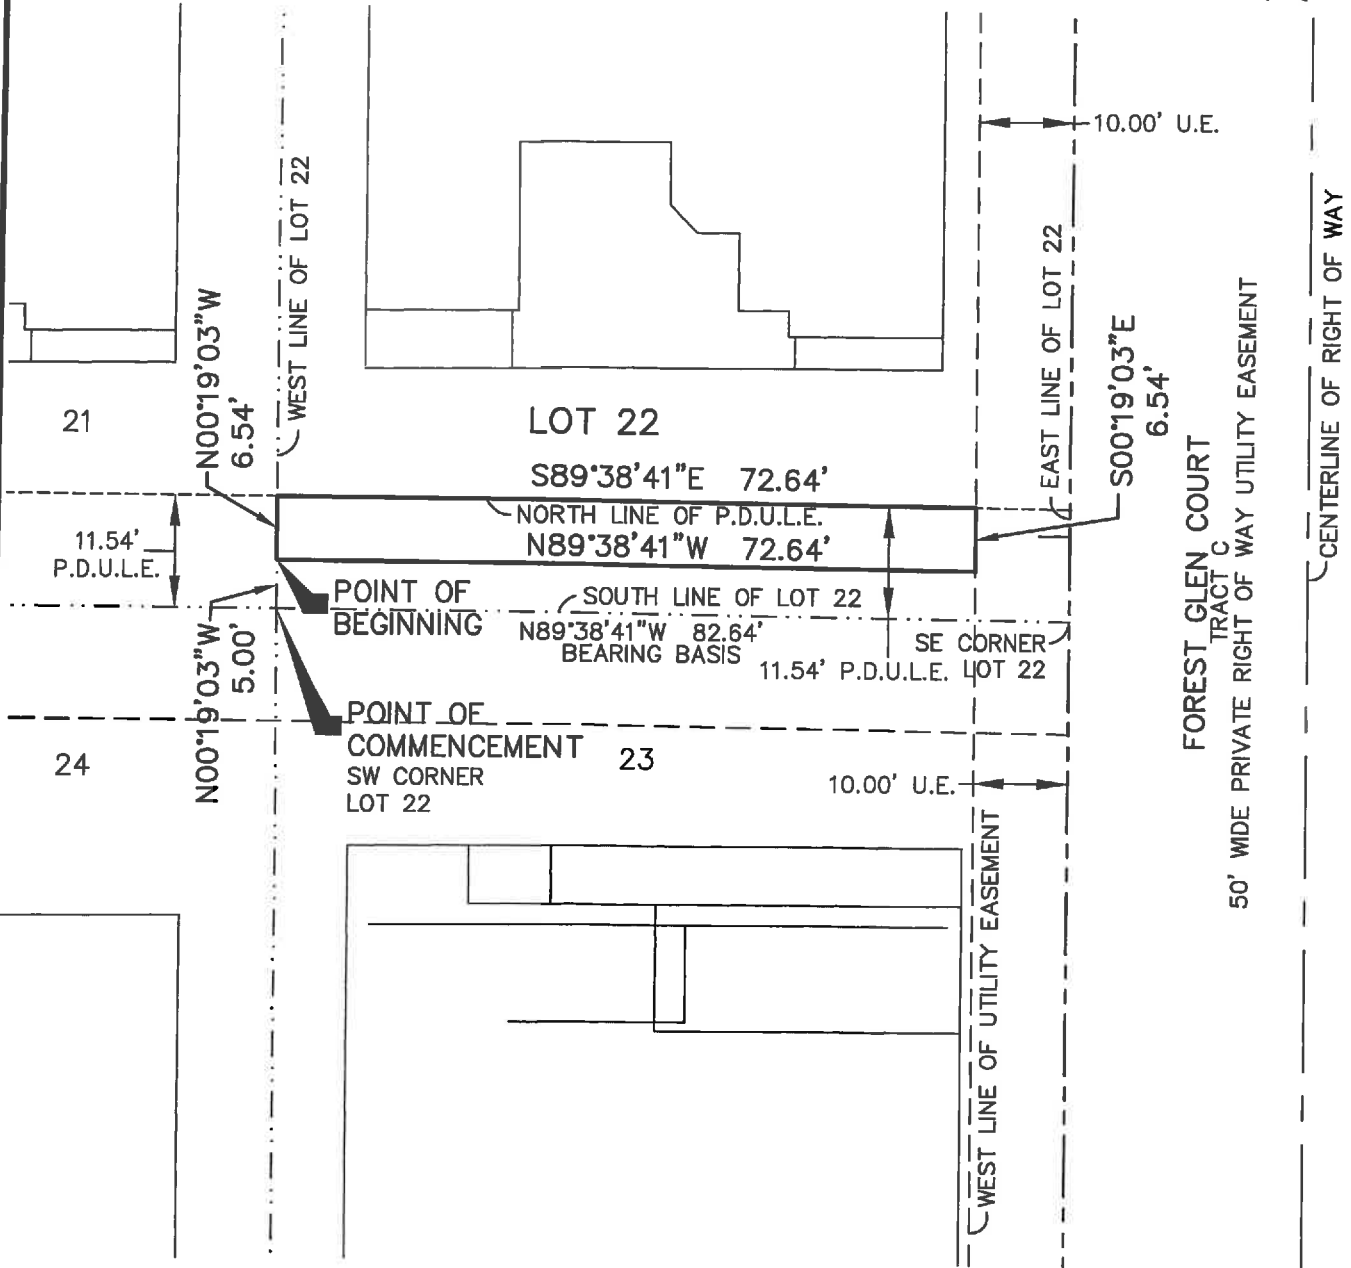 10.00' U.E.
WEST LINE OF LOT 22
CENTERLINE OF RIGHT OF WAY
EAST LINE OF LOT 22
50' WIDE PRIVATE RIGHT OF WAY UTILITY EASEMENT
N00°19'03"W
6.54'
S00°19'03"E
6.54'
21
LOT 22
FOREST GLEN COURT
TRACT C
S89°38'41"E 72.64'
NORTH LINE OF P.D.U.L.E.
N89°38'41"W 72.64'
11.54'
P.D.U.L.E.
POINT OF
BEGINNING
SOUTH LINE OF LOT 22
N89°38'41"W 82.64'
BEARING BASIS
SE CORNER
LOT 22
11.54' P.D.U.L.E.
N00°19'03"W
5.00'
POINT OF
COMMENCEMENT
SW CORNER
LOT 22
24
23
10.00' U.E.
WEST LINE OF UTILITY EASEMENT